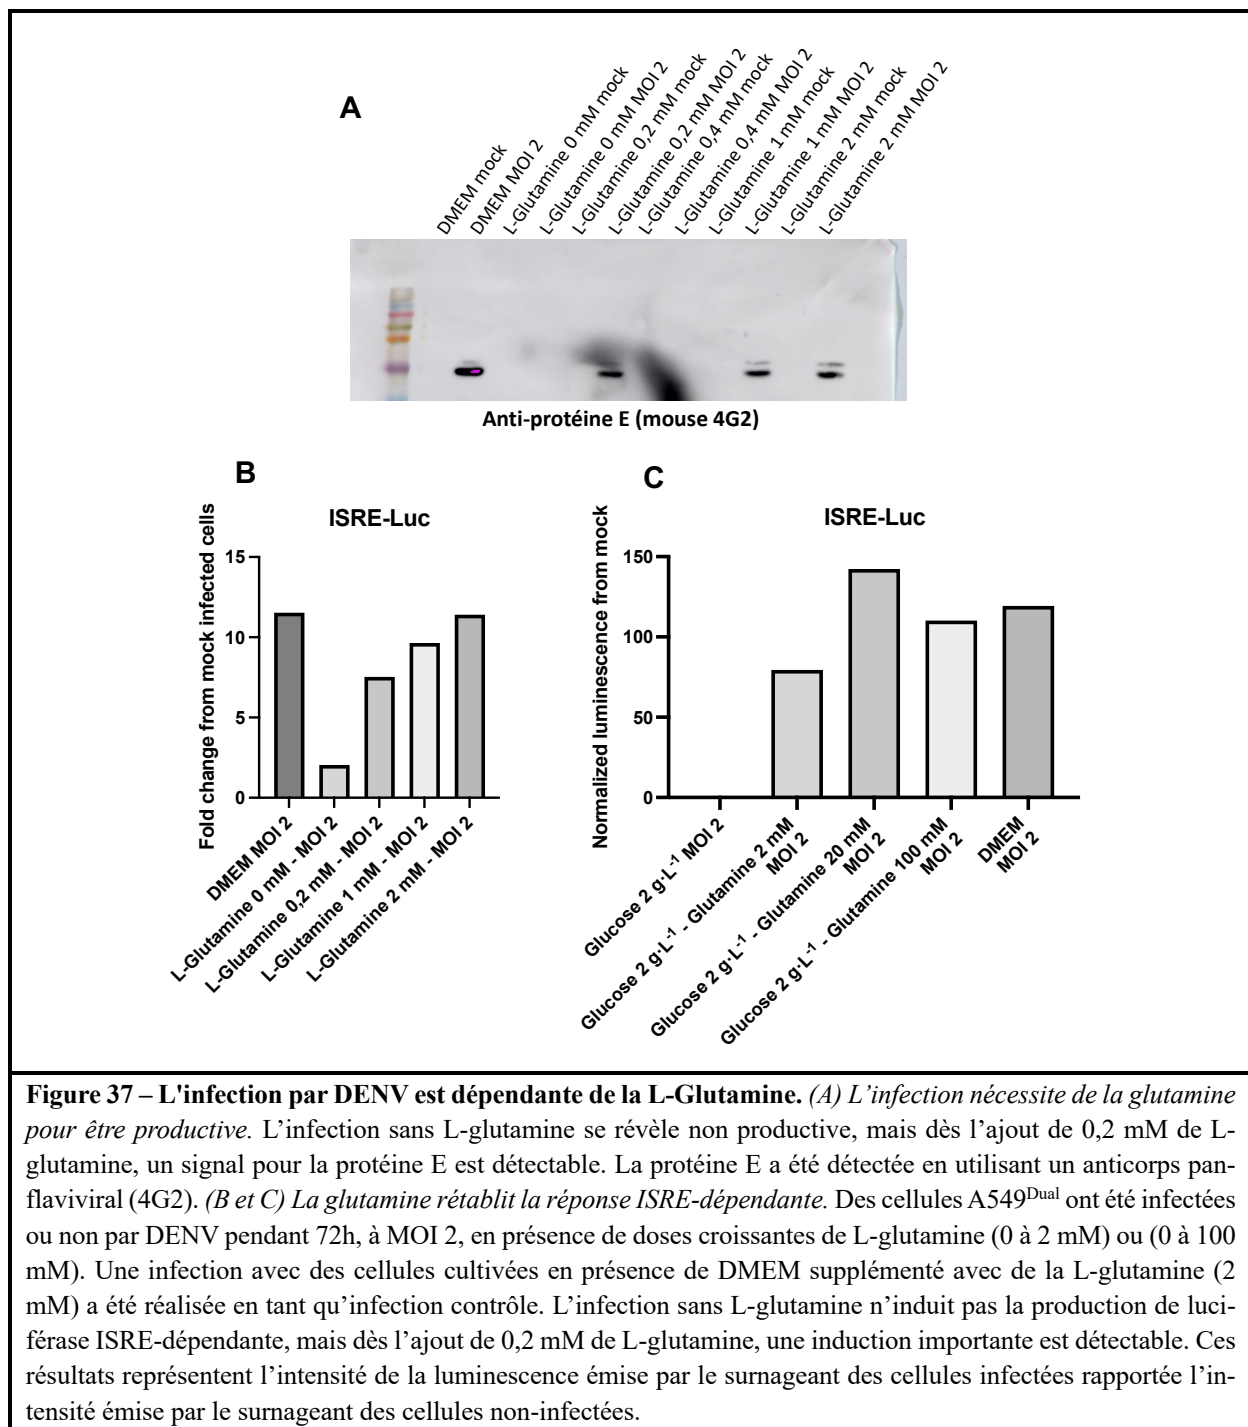 A
DMEM mock
DMEM MOI 2
L-Glutamine 0 mM mock
L-Glutamine 0 mM MOI 2
L-Glutamine 0,2 mM mock
L-Glutamine 0,2 mM MOI 2
L-Glutamine 0,4 mM mock
L-Glutamine 0,4 mM MOI 2
L-Glutamine 1 mM mock
L-Glutamine 1 mM MOI 2
L-Glutamine 2 mM mock
L-Glutamine 2 mM MOI 2
Anti-protéine E (mouse 4G2)
B
ISRE-Luc
Fold change from mock infected cells
15
10
5
0
DMEM MOI 2
L-Glutamine 0 mM - MOI 2
L-Glutamine 0,2 mM - MOI 2
L-Glutamine 1 mM - MOI 2
L-Glutamine 2 mM - MOI 2
C
ISRE-Luc
Normalized luminescence from mock
150
100
50
0
Glucose 2 g·L⁻¹ MOI 2
Glucose 2 g·L⁻¹ - Glutamine 2 mM
MOI 2
Glucose 2 g·L⁻¹ - Glutamine 20 mM
MOI 2
Glucose 2 g·L⁻¹ - Glutamine 100 mM
MOI 2
DMEM
MOI 2
Figure 37 – L'infection par DENV est dépendante de la L-Glutamine. (A) L’infection nécessite de la glutamine
pour être productive. L’infection sans L-glutamine se révèle non productive, mais dès l’ajout de 0,2 mM de L-
glutamine, un signal pour la protéine E est détectable. La protéine E a été détectée en utilisant un anticorps pan-
flaviviral (4G2). (B et C) La glutamine rétablit la réponse ISRE-dépendante. Des cellules A549ᴰᵘᵃˡ ont été infectées
ou non par DENV pendant 72h, à MOI 2, en présence de doses croissantes de L-glutamine (0 à 2 mM) ou (0 à 100
mM). Une infection avec des cellules cultivées en présence de DMEM supplémenté avec de la L-glutamine (2
mM) a été réalisée en tant qu’infection contrôle. L’infection sans L-glutamine n’induit pas la production de luci-
férase ISRE-dépendante, mais dès l’ajout de 0,2 mM de L-glutamine, une induction importante est détectable. Ces
résultats représentent l’intensité de la luminescence émise par le surnageant des cellules infectées rapportée l’in-
tensité émise par le surnageant des cellules non-infectées.